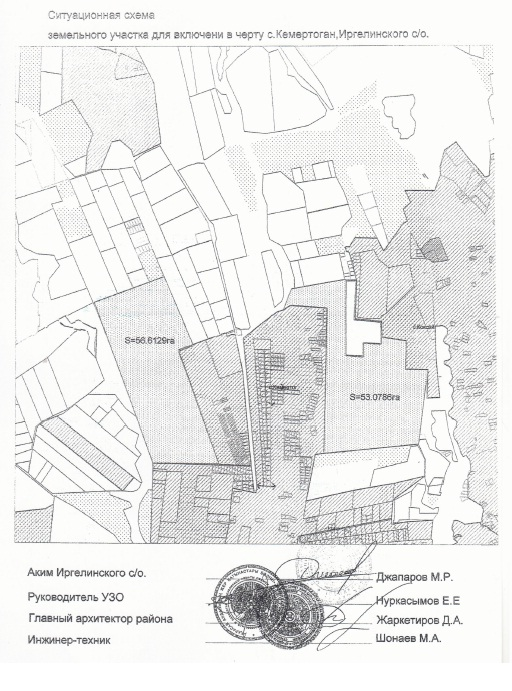 Ситуационная схема
земельного участка для включени в черту с.Кемертоган,Иргелинского с/о.
S=56.6129га
S=53.0786га
Аким Иргелинского с/о.
Джапаров М.Р.
Руководитель УЗО
Нуркасымов Е.Е
Главный архитектор района
Жаркетиров Д.А.
Инжинер-техник
Шонаев М.А.